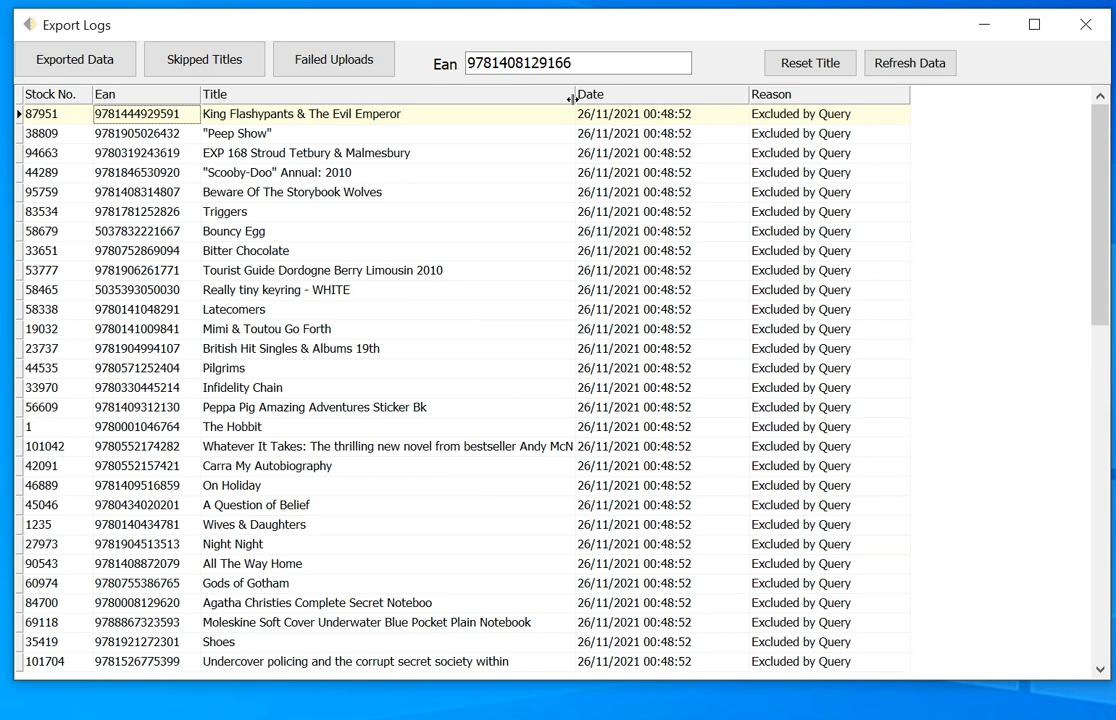 Export Logs
Exported Data Skipped Titles Failed Uploads Ean 9781408129166 Reset Title Refresh Data
Stock No. Ean Title Date Reason
87951 9781444929591 King Flashypants & The Evil Emperor 26/11/2021 00:48:52 Excluded by Query
38809 9781905026432 "Peep Show" 26/11/2021 00:48:52 Excluded by Query
94663 9780319243619 EXP 168 Stroud Tetbury & Malmesbury 26/11/2021 00:48:52 Excluded by Query
44289 9781846530920 "Scooby-Doo" Annual: 2010 26/11/2021 00:48:52 Excluded by Query
95759 9781408314807 Beware Of The Storybook Wolves 26/11/2021 00:48:52 Excluded by Query
83534 9781781252826 Triggers 26/11/2021 00:48:52 Excluded by Query
58679 5037832221667 Bouncy Egg 26/11/2021 00:48:52 Excluded by Query
33651 9780752869094 Bitter Chocolate 26/11/2021 00:48:52 Excluded by Query
53777 9781906261771 Tourist Guide Dordogne Berry Limousin 2010 26/11/2021 00:48:52 Excluded by Query
58465 5035393050030 Really tiny keyring - WHITE 26/11/2021 00:48:52 Excluded by Query
58338 9780141048291 Latecomers 26/11/2021 00:48:52 Excluded by Query
19032 9780141009841 Mimi & Toutou Go Forth 26/11/2021 00:48:52 Excluded by Query
23737 9781904994107 British Hit Singles & Albums 19th 26/11/2021 00:48:52 Excluded by Query
44535 9780571252404 Pilgrims 26/11/2021 00:48:52 Excluded by Query
33970 9780330445214 Infidelity Chain 26/11/2021 00:48:52 Excluded by Query
56609 9781409312130 Peppa Pig Amazing Adventures Sticker Bk 26/11/2021 00:48:52 Excluded by Query
1 9780001046764 The Hobbit 26/11/2021 00:48:52 Excluded by Query
101042 9780552174282 Whatever It Takes: The thrilling new novel from bestseller Andy McN 26/11/2021 00:48:52 Excluded by Query
42091 9780552157421 Carra My Autobiography 26/11/2021 00:48:52 Excluded by Query
46889 9781409516859 On Holiday 26/11/2021 00:48:52 Excluded by Query
45046 9780434020201 A Question of Belief 26/11/2021 00:48:52 Excluded by Query
1235 9780140434781 Wives & Daughters 26/11/2021 00:48:52 Excluded by Query
27973 9781904513513 Night Night 26/11/2021 00:48:52 Excluded by Query
90543 9781408872079 All The Way Home 26/11/2021 00:48:52 Excluded by Query
60974 9780755386765 Gods of Gotham 26/11/2021 00:48:52 Excluded by Query
84700 9780008129620 Agatha Christies Complete Secret Noteboo 26/11/2021 00:48:52 Excluded by Query
69118 9788867323593 Moleskine Soft Cover Underwater Blue Pocket Plain Notebook 26/11/2021 00:48:52 Excluded by Query
35419 9781921272301 Shoes 26/11/2021 00:48:52 Excluded by Query
101704 9781526775399 Undercover policing and the corrupt secret society within 26/11/2021 00:48:52 Excluded by Query